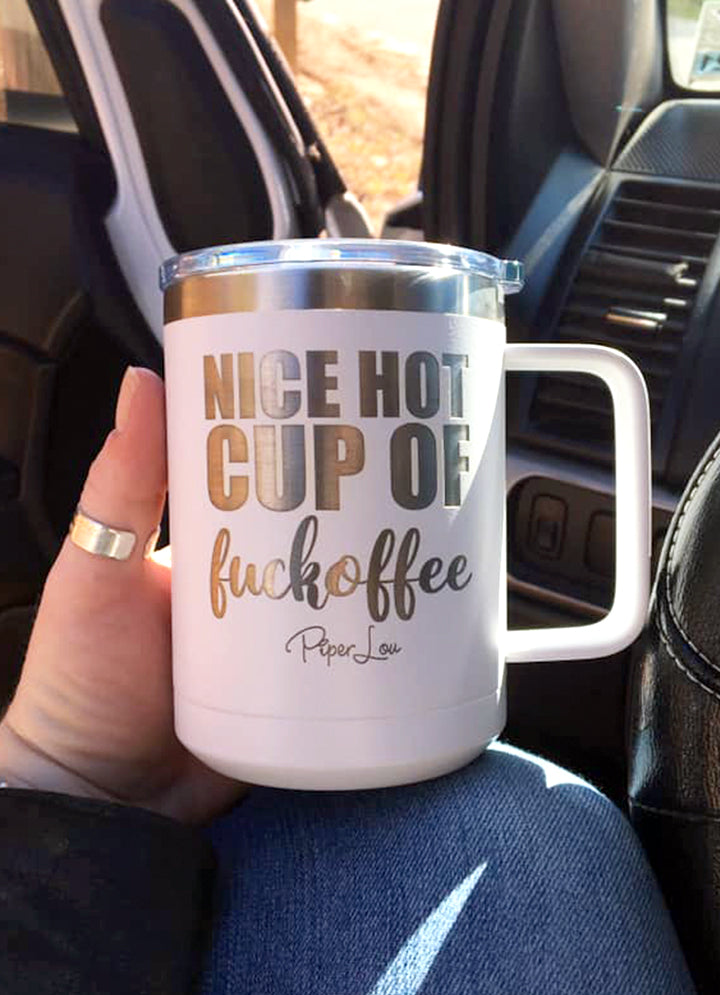 NICE HOT
CUP OF
fuckoffee
Piper Lou